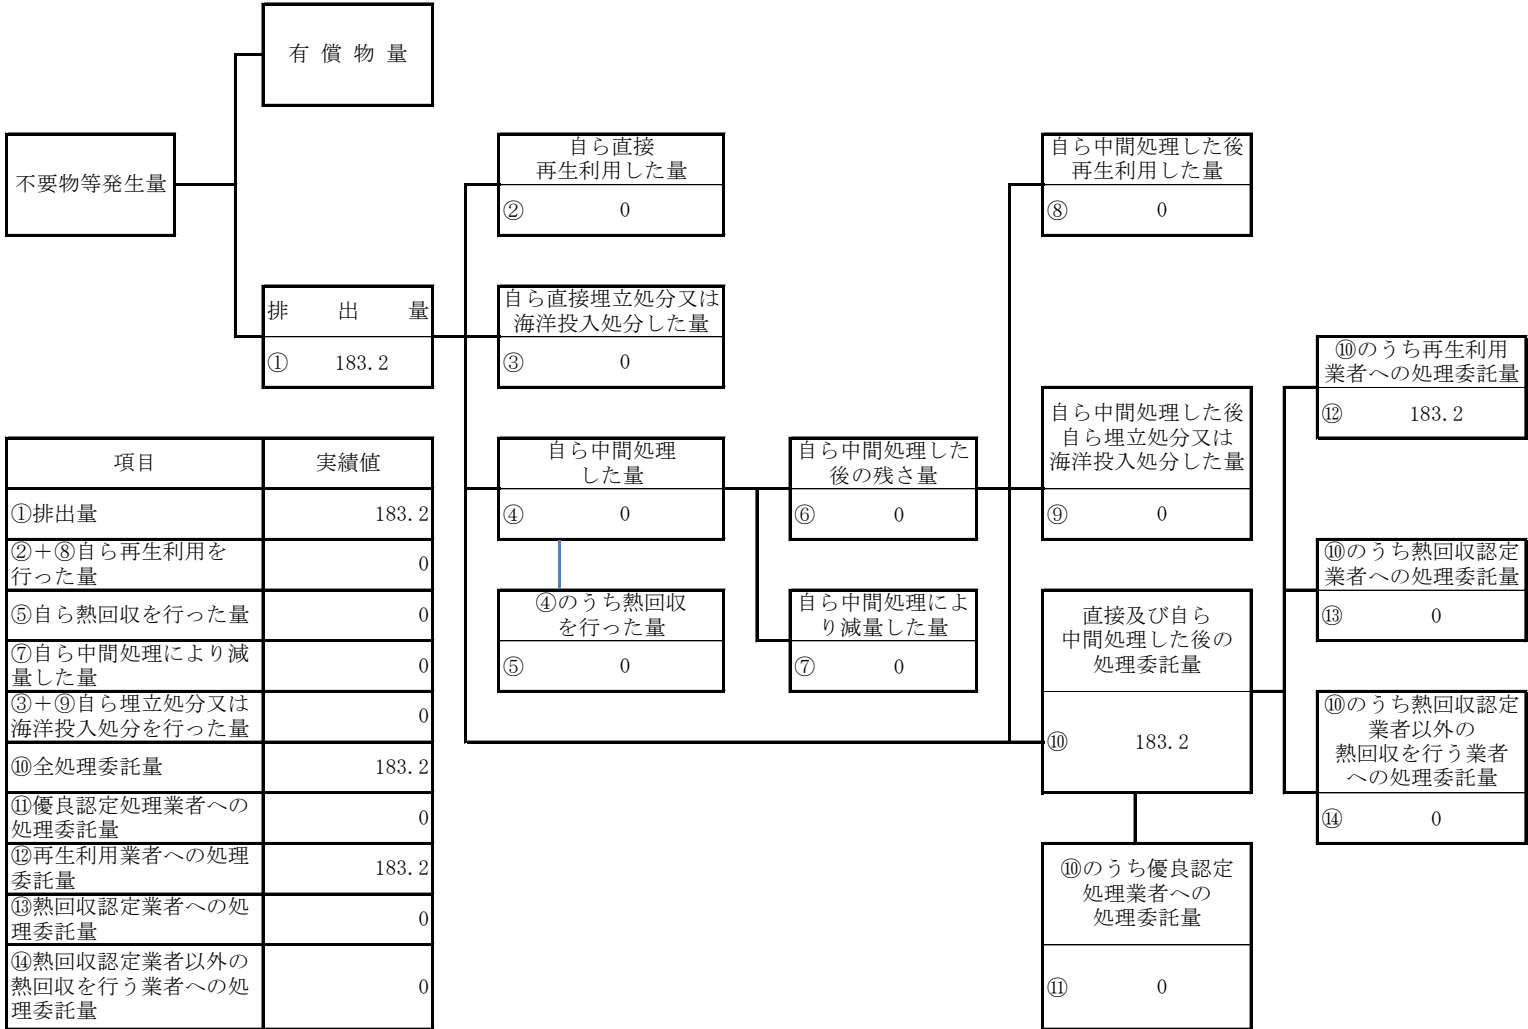 有償物量
不要物等発生量
自ら直接
再生利用した量
② 0
自ら中間処理した後
再生利用した量
⑧ 0
排出量
① 183.2
自ら直接埋立処分又は
海洋投入処分した量
③ 0
⑩のうち再生利用
業者への処理委託量
⑫ 183.2
自ら中間処理
した量
④ 0
自ら中間処理した
後の残さ量
⑥ 0
自ら中間処理した後
自ら埋立処分又は
海洋投入処分した量
⑨ 0
⑩のうち熱回収認定
業者への処理委託量
⑬ 0
④のうち熱回収
を行った量
⑤ 0
自ら中間処理によ
り減量した量
⑦ 0
直接及び自ら
中間処理した後の
処理委託量
⑩ 183.2
⑩のうち熱回収認定
業者以外の
熱回収を行う業者
への処理委託量
⑭ 0
⑩のうち優良認定
処理業者への
処理委託量
⑪ 0
項目 実績値
①排出量 183.2
②+⑧自ら再生利用を
行った量 0
⑤自ら熱回収を行った量 0
⑦自ら中間処理により減
量した量 0
③+⑨自ら埋立処分又は
海洋投入処分を行った量 0
⑩全処理委託量 183.2
⑪優良認定処理業者への
処理委託量 0
⑫再生利用業者への処理
委託量 183.2
⑬熱回収認定業者への処
理委託量 0
⑭熱回収認定業者以外の
熱回収を行う業者への処
理委託量 0